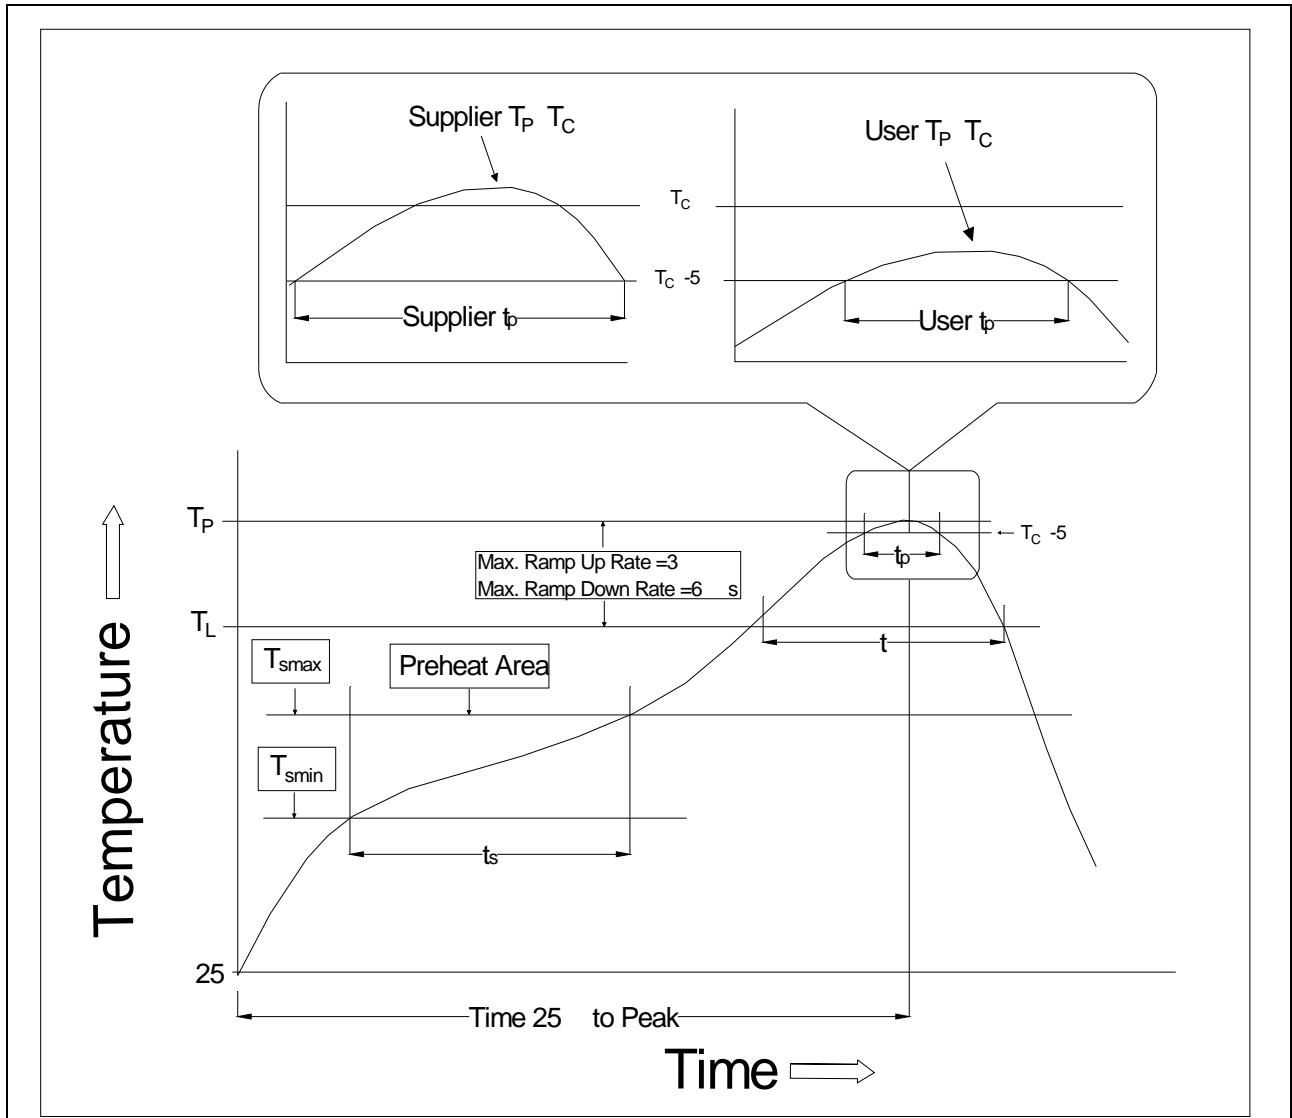 Supplier TP TC
User TP TC
TC
TC -5
Supplier tp
User tp
TP
TC -5
tp
Max. Ramp Up Rate =3
Max. Ramp Down Rate =6 s
TL
t
Tsmax
Preheat Area
Tsmin
ts
Temperature
25
Time 25 to Peak
Time